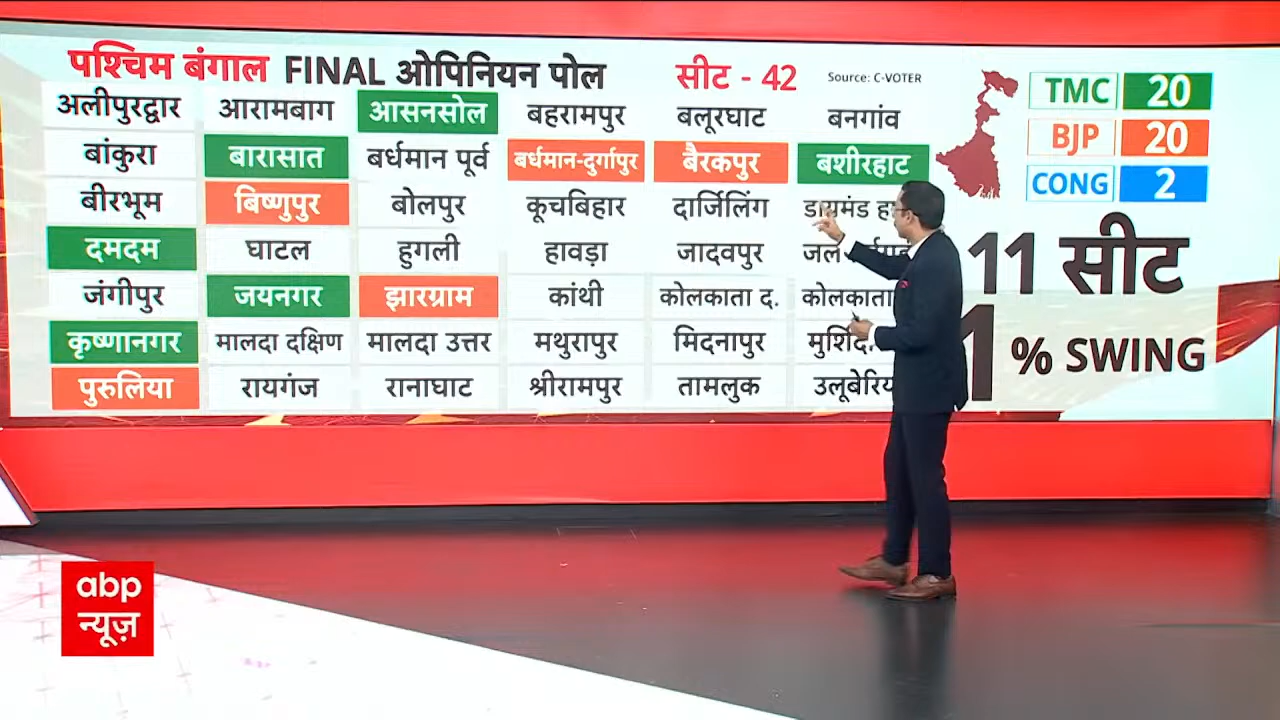 पश्चिम बंगाल FINAL ओपिनियन पोल सीट - 42 Source: C-VOTER
अलीपुरद्वार आरामबाग आसनसोल बहरामपुर बलूरघाट बनगांव
बांकुरा बारासात बर्धमान पूर्व बर्धमान-दुर्गापुर बैरकपुर बशीरहाट
बीरभूम बिष्णुपुर बोलपुर कूचबिहार दार्जिलिंग
दमदम घाटल हुगली हावड़ा जादवपुर
जंगीपुर जयनगर झारग्राम कांथी कोलकाता द. कोलकाता
कृष्णानगर मालदा दक्षिण मालदा उत्तर मथुरापुर मिदनापुर
पुरुलिया रायगंज रानाघाट श्रीरामपुर तामलुक
TMC 20
BJP 20
CONG 2
11 सीट
1 % SWING
abp
न्यूज़